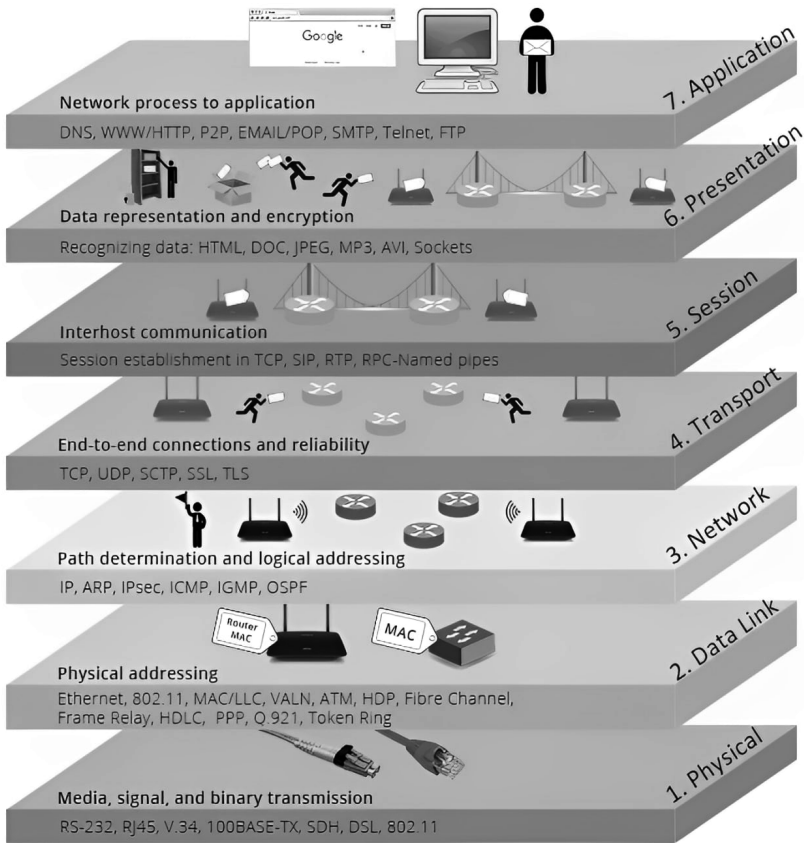 Google
7. Application
Network process to application
DNS, WWW/HTTP, P2P, EMAIL/POP, SMTP, Telnet, FTP
6. Presentation
Data representation and encryption
Recognizing data: HTML, DOC, JPEG, MP3, AVI, Sockets
5. Session
Interhost communication
Session establishment in TCP, SIP, RTP, RPC-Named pipes
4. Transport
End-to-end connections and reliability
TCP, UDP, SCTP, SSL, TLS
3. Network
Path determination and logical addressing
IP, ARP, IPsec, ICMP, IGMP, OSPF
Router
MAC
MAC
2. Data Link
Physical addressing
Ethernet, 802.11, MAC/LLC, VALN, ATM, HDP, Fibre Channel,
Frame Relay, HDLC, PPP, Q.921, Token Ring
1. Physical
Media, signal, and binary transmission
RS-232, RJ45, V.34, 100BASE-TX, SDH, DSL, 802.11